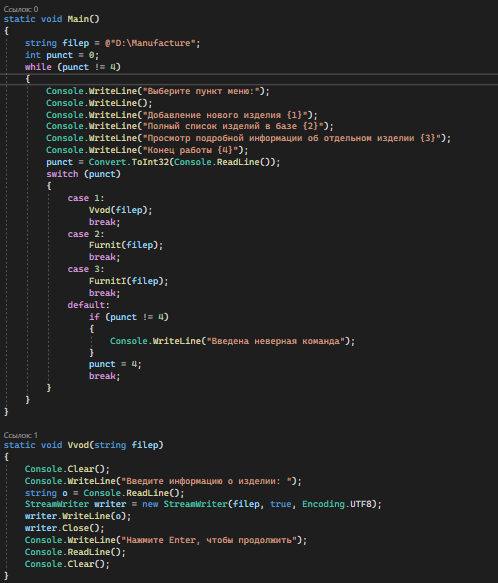 Ссылок: 0
static void Main()
{
string filep = @"D:\Manufacture";
int punct = 0;
while (punct != 4)
{
Console.WriteLine("Выберите пункт меню:");
Console.WriteLine();
Console.WriteLine("Добавление нового изделия {1}");
Console.WriteLine("Полный список изделий в базе {2}");
Console.WriteLine("Просмотр подробной информации об отдельном изделии {3}");
Console.WriteLine("Конец работы {4}");
punct = Convert.ToInt32(Console.ReadLine());
switch (punct)
{
case 1:
Vvod(filep);
break;
case 2:
Furnit(filep);
break;
case 3:
FurnitI(filep);
break;
default:
if (punct != 4)
{
Console.WriteLine("Введена неверная команда");
}
punct = 4;
break;
}
}
}
Ссылок: 1
static void Vvod(string filep)
{
Console.Clear();
Console.WriteLine("Введите информацию о изделии: ");
string o = Console.ReadLine();
StreamWriter writer = new StreamWriter(filep, true, Encoding.UTF8);
writer.WriteLine(o);
writer.Close();
Console.WriteLine("Нажмите Enter, чтобы продолжить");
Console.ReadLine();
Console.Clear();
}